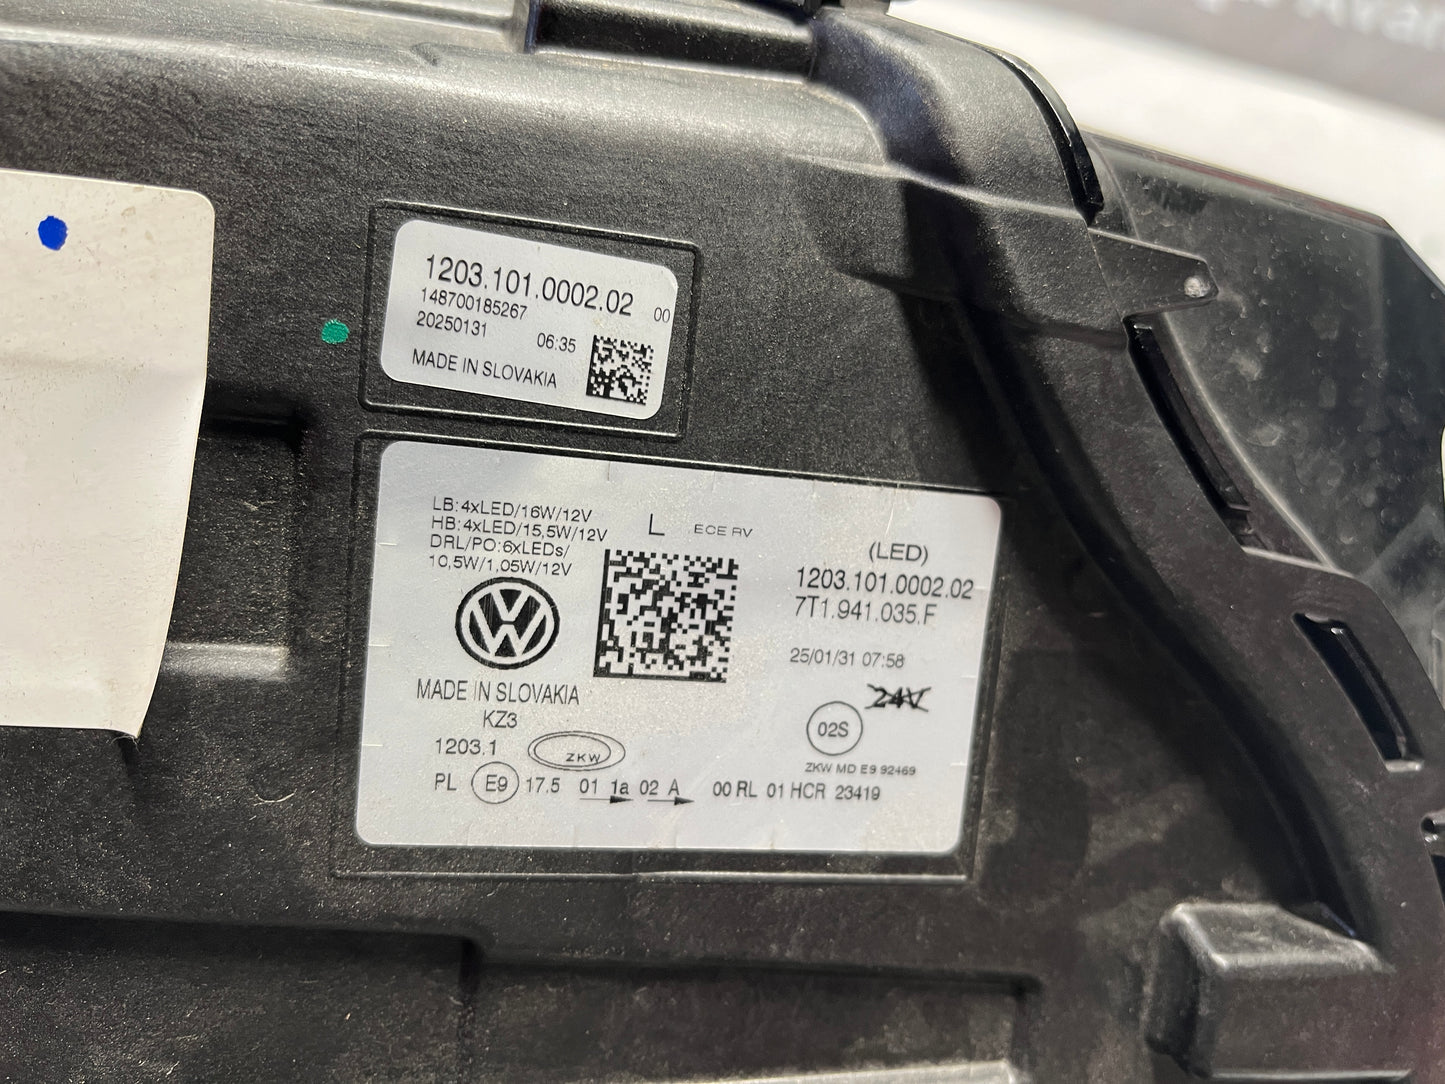 1203.101.0002.02 00
148700185267
20250131 06:35
MADE IN SLOVAKIA
LB:4xLED/16W/12V
HB:4xLED/15,5W/12V
DRL/PO:6xLEDs/
10,5W/1,05W/12V
L ECE RV
(LED)
1203.101.0002.02
7T1.941.035.F
25/01/31 07:58
24V
02S
ZKW MD E9 92469
MADE IN SLOVAKIA
KZ3
1203.1 ZKW
PL E9 17.5 01 1a 02 A 00 RL 01 HCR 23419